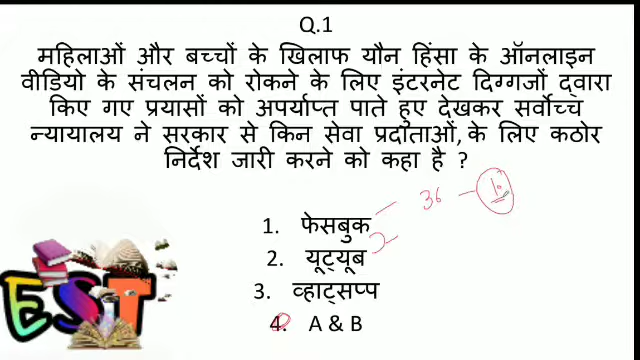 Q.1
महिलाओं और बच्चों के खिलाफ यौन हिंसा के ऑनलाइन
वीडियो के संचलन को रोकने के लिए इंटरनेट दिग्गजों द्वारा
किए गए प्रयासों को अपर्याप्त पाते हुए देखकर सर्वोच्च
न्यायालय ने सरकार से किन सेवा प्रदाताओं, के लिए कठोर
निर्देश जारी करने को कहा है ?
36
1. फेसबुक
2. यूट्यूब
3. व्हाट्सप्प
4. A & B
EST